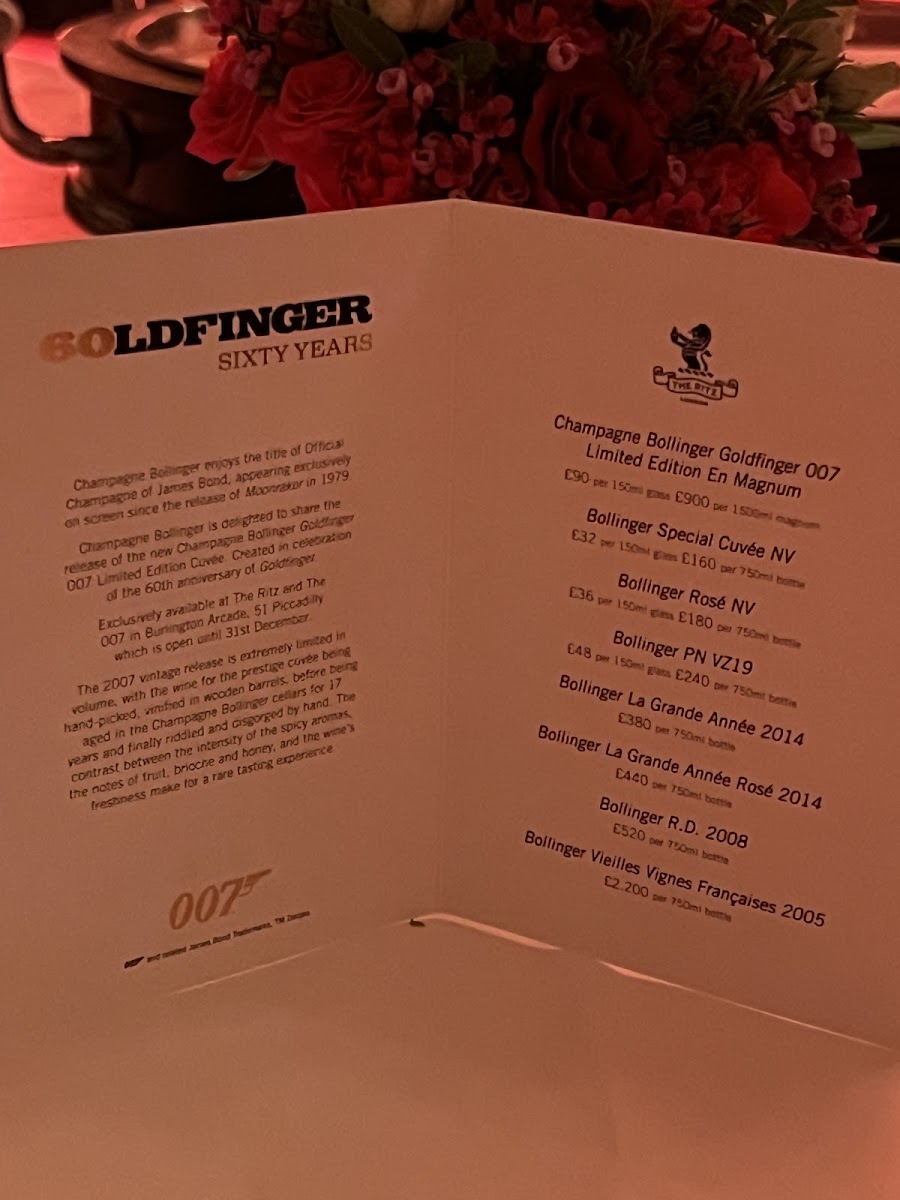 60LDFINGER
SIXTY YEARS
Champagne Bollinger enjoys the title of Official
Champagne of James Bond, appearing exclusively
on screen since the release of Moonraker in 1979.
Champagne Bollinger is delighted to share the
release of the new Champagne Bollinger Goldfinger
007 Limited Edition Cuvée. Created in celebration
of the 60th anniversary of Goldfinger.
Exclusively available at The Ritz and The
007 in Burlington Arcade, 51 Piccadilly
which is open until 31st December.
The 2007 vintage release is extremely limited in
volume, with the wine for the prestige cuvée being
hand-picked, vinified in wooden barrels, before being
aged in the Champagne Bollinger cellars for 17
years and finally riddled and disgorged by hand. The
contrast between the intensity of the spicy aromas,
the notes of fruit, brioche and honey, and the wine's
freshness make for a rare tasting experience.
007
007 and related James Bond Trademarks, TM Danjaq
THE RITZ
LONDON
Champagne Bollinger Goldfinger 007
Limited Edition En Magnum
£90 per 150ml glass £900 per 1500ml magnum
Bollinger Special Cuvée NV
£32 per 150ml glass £160 per 750ml bottle
Bollinger Rosé NV
£36 per 150ml glass £180 per 750ml bottle
Bollinger PN VZ19
£48 per 150ml glass £240 per 750ml bottle
Bollinger La Grande Année 2014
£380 per 750ml bottle
Bollinger La Grande Année Rosé 2014
£440 per 750ml bottle
Bollinger R.D. 2008
£520 per 750ml bottle
Bollinger Vieilles Vignes Françaises 2005
£2,200 per 750ml bottle